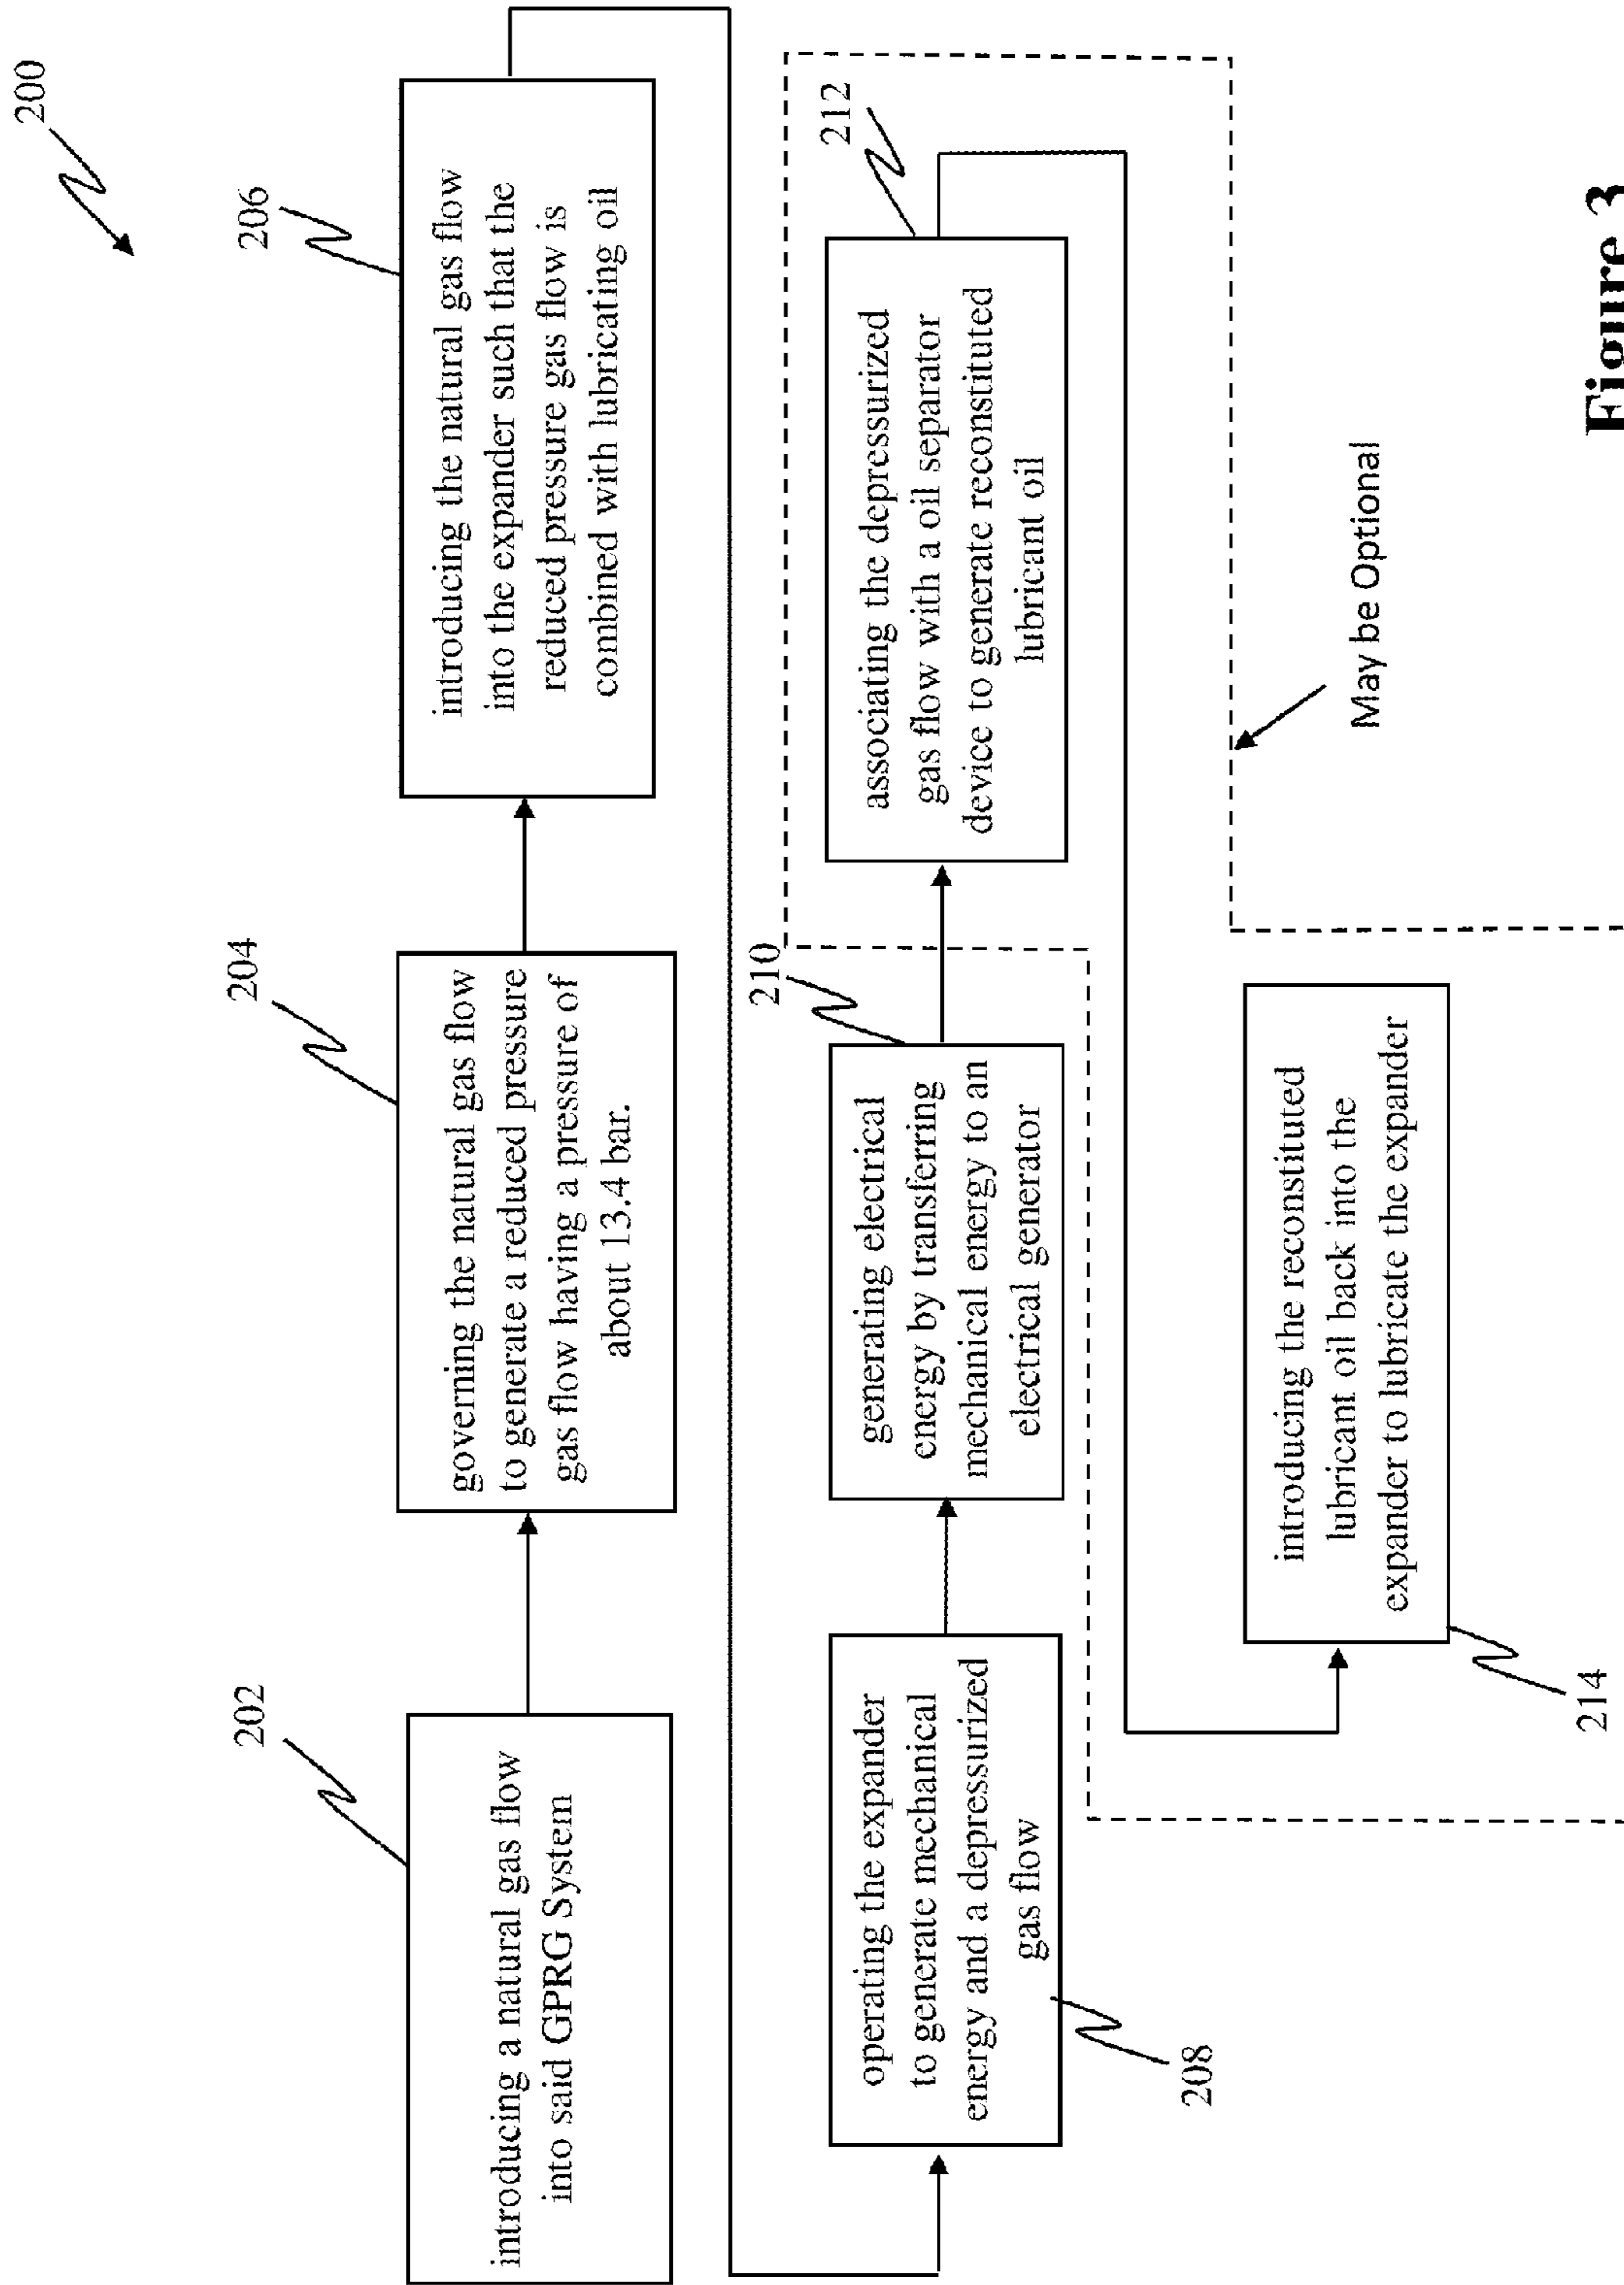 200
202
introducing a natural gas flow
into said GPRG System
204
governing the natural gas flow
to generate a reduced pressure
gas flow having a pressure of
about 13.4 bar.
206
introducing the natural gas flow
into the expander such that the
reduced pressure gas flow is
combined with lubricating oil
208
operating the expander
to generate mechanical
energy and a depressurized
gas flow
210
generating electrical
energy by transferring
mechanical energy to an
electrical generator
212
associating the depressurized
gas flow with a oil separator
device to generate reconstituted
lubricant oil
214
introducing the reconstituted
lubricant oil back into the
expander to lubricate the expander
May be Optional
Figure 3